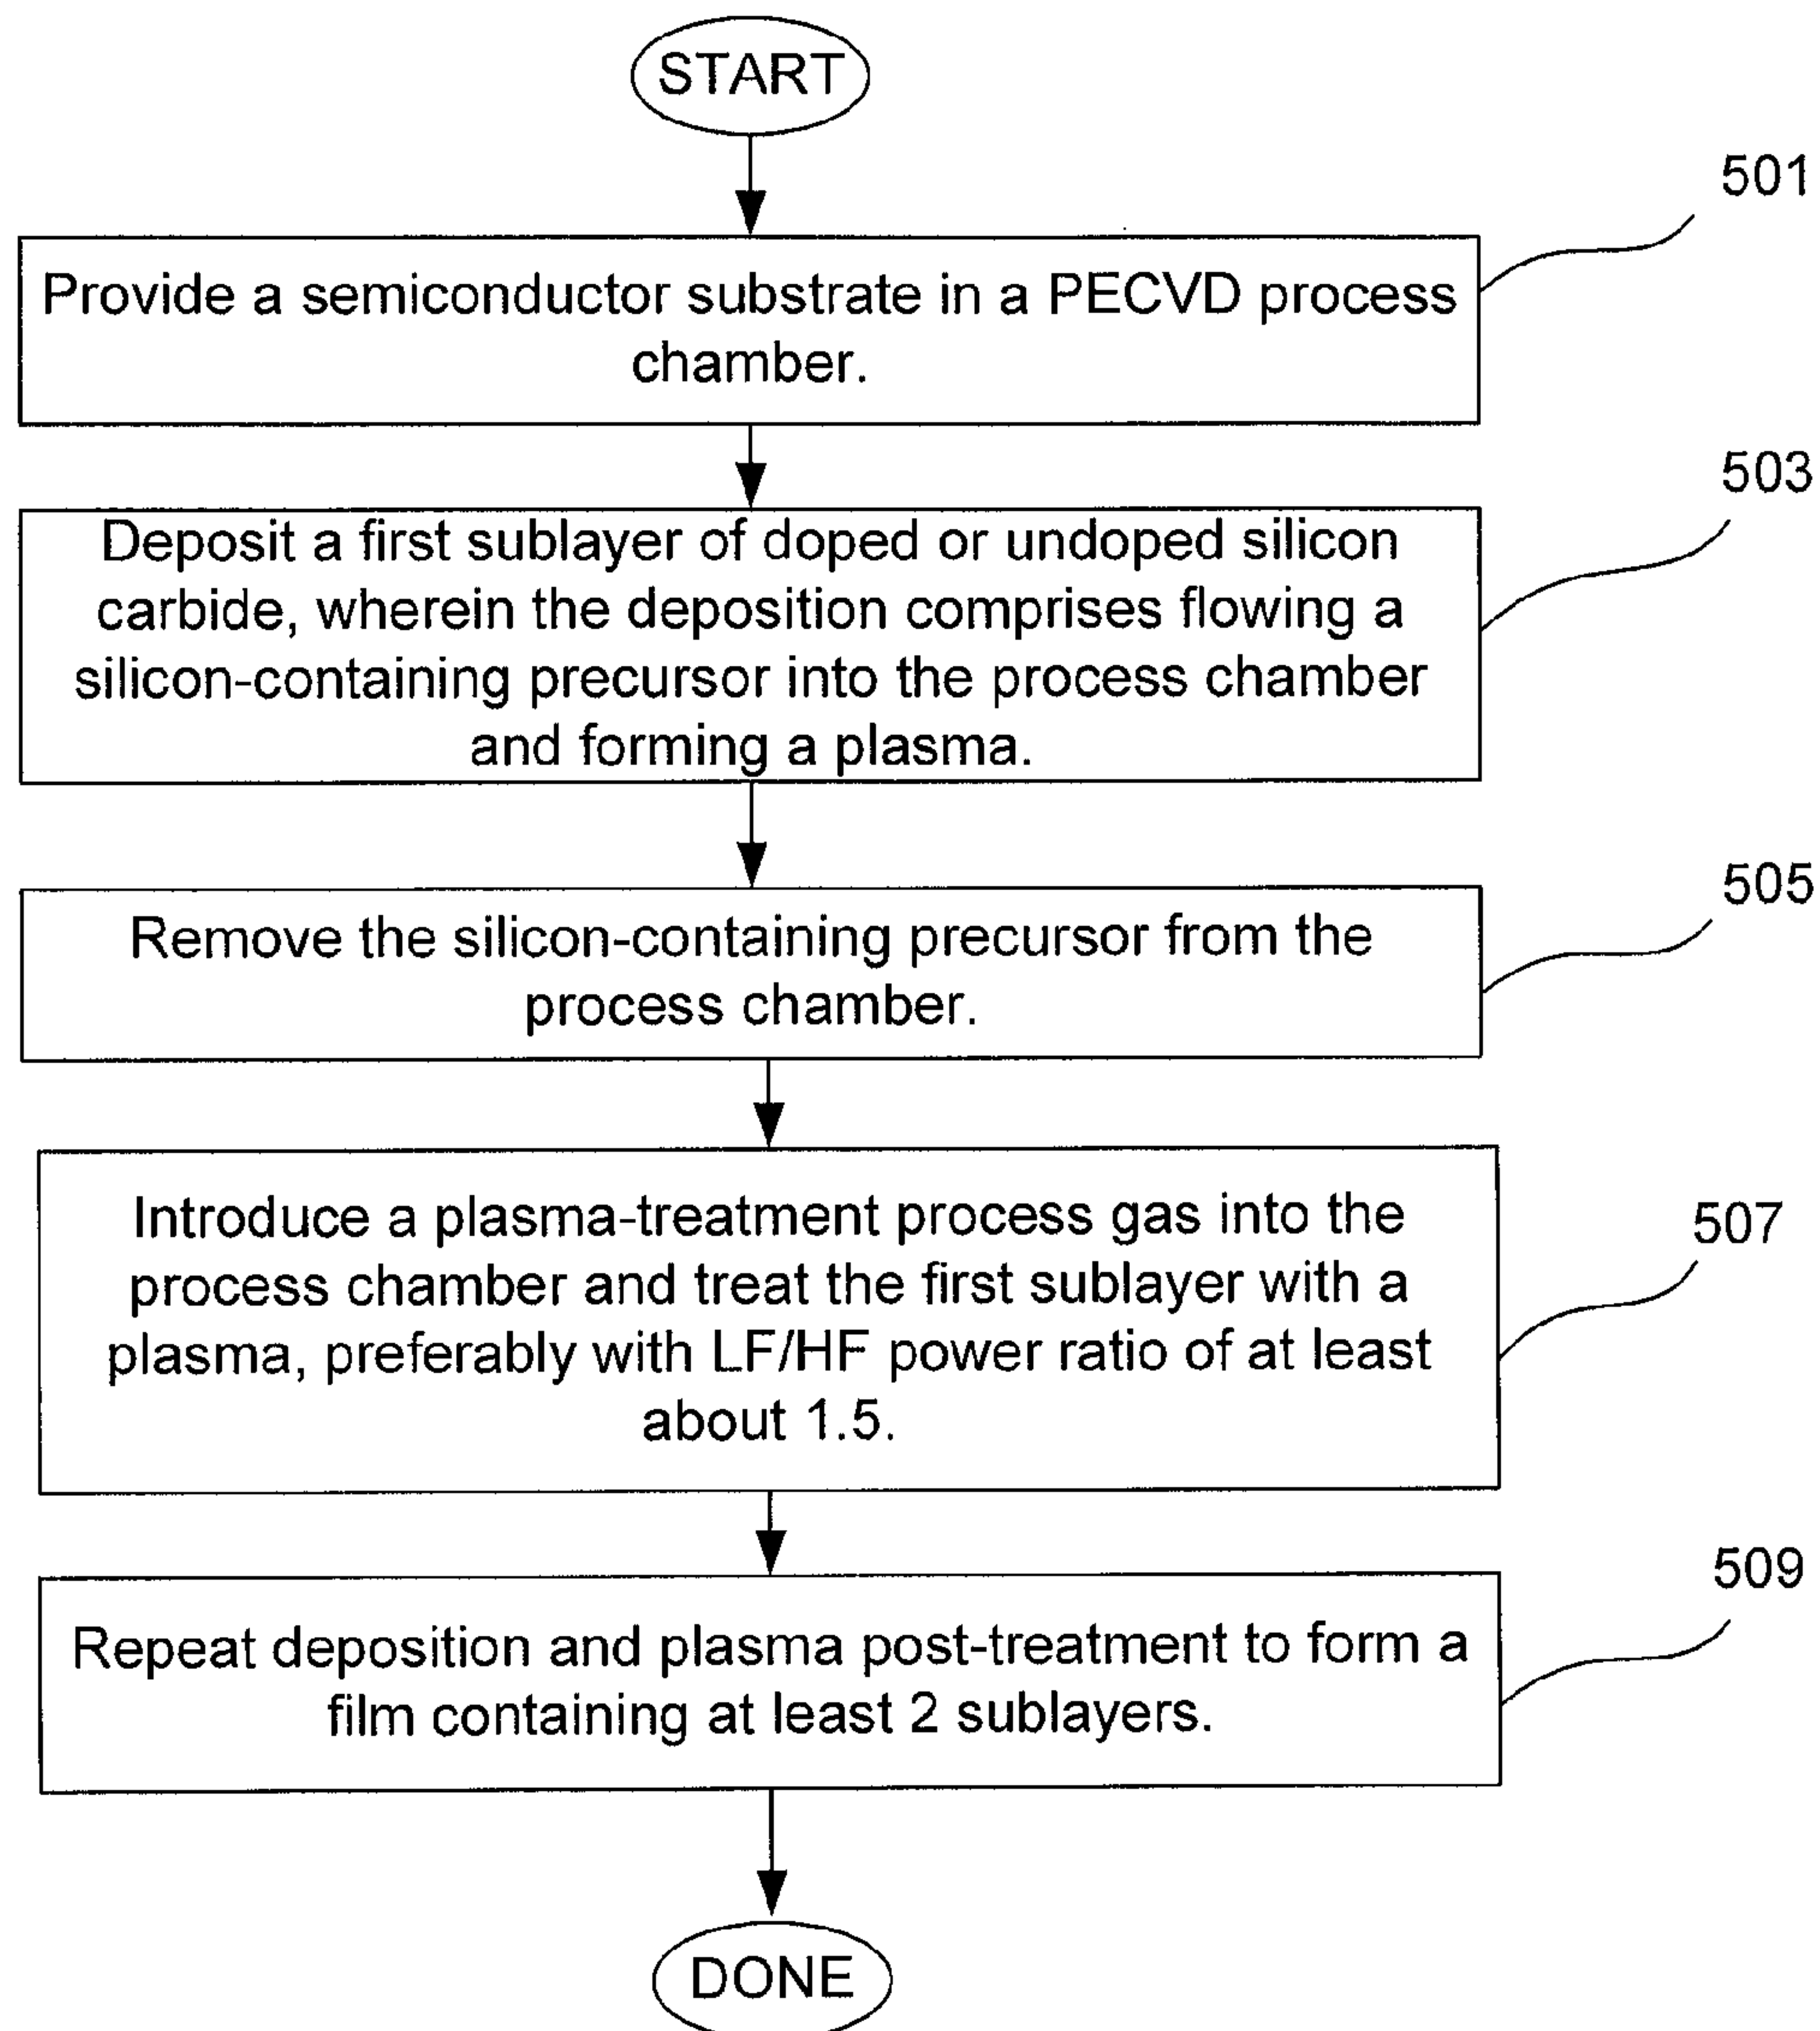 START
501
Provide a semiconductor substrate in a PECVD process
chamber.
503
Deposit a first sublayer of doped or undoped silicon
carbide, wherein the deposition comprises flowing a
silicon-containing precursor into the process chamber
and forming a plasma.
505
Remove the silicon-containing precursor from the
process chamber.
507
Introduce a plasma-treatment process gas into the
process chamber and treat the first sublayer with a
plasma, preferably with LF/HF power ratio of at least
about 1.5.
509
Repeat deposition and plasma post-treatment to form a
film containing at least 2 sublayers.
DONE